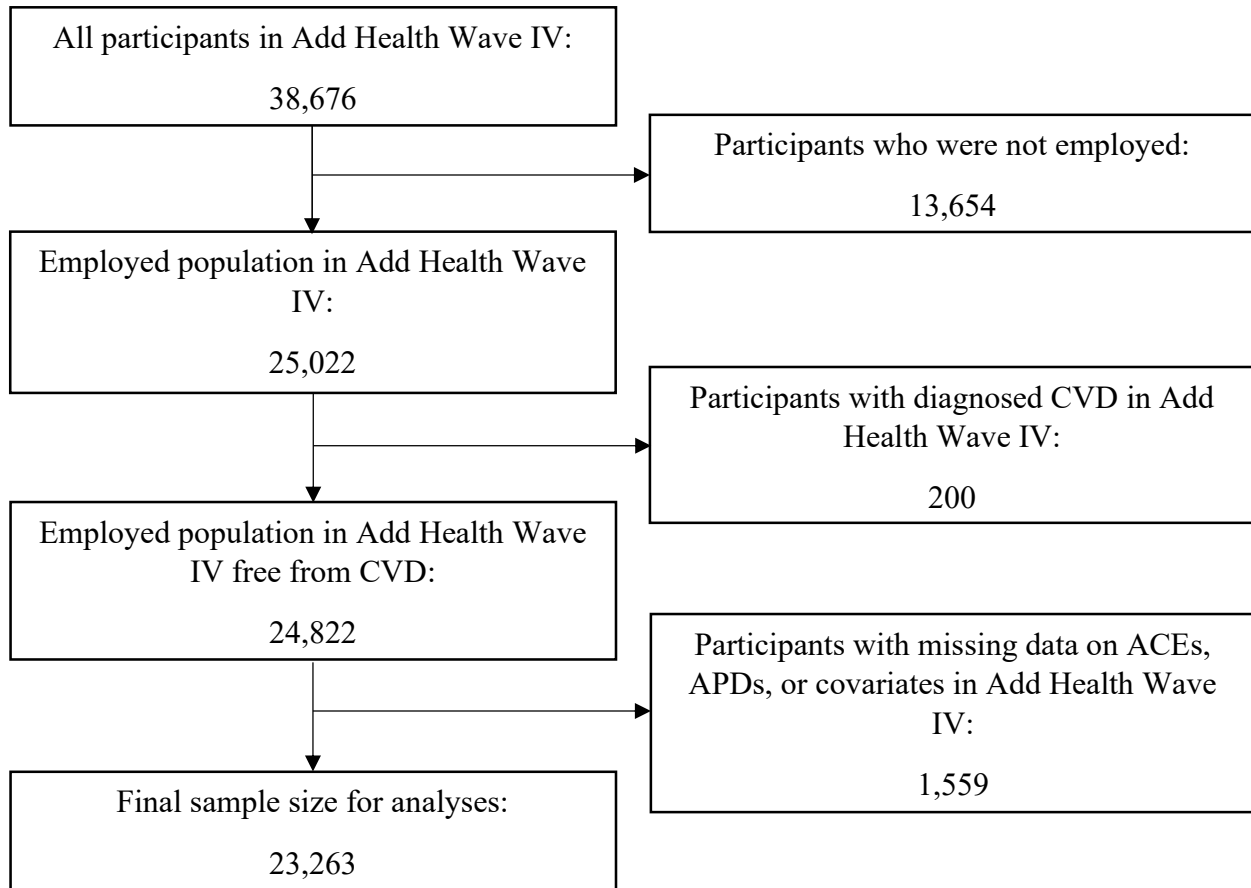 All participants in Add Health Wave IV:
38,676
Participants who were not employed:
13,654
Employed population in Add Health Wave
IV:
25,022
Participants with diagnosed CVD in Add
Health Wave IV:
200
Employed population in Add Health Wave
IV free from CVD:
24,822
Participants with missing data on ACEs,
APDs, or covariates in Add Health Wave
IV:
1,559
Final sample size for analyses:
23,263